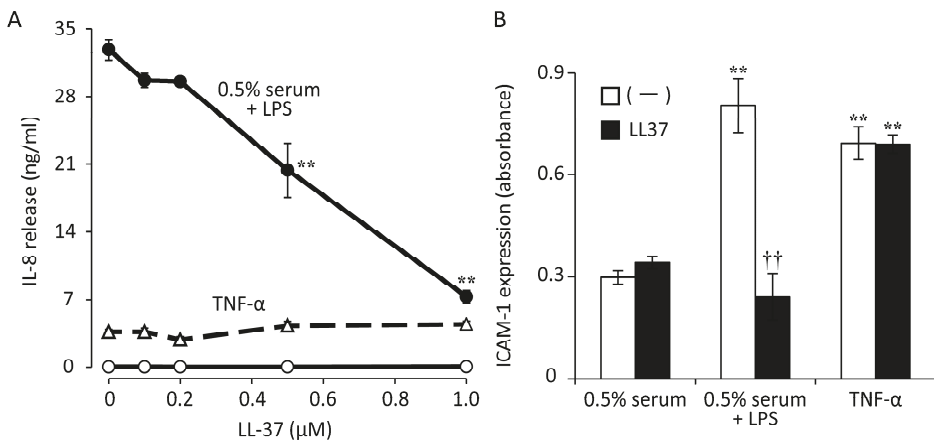 A
35
28
21
14
7
0
IL-8 release (ng/ml)
0.5% serum
+ LPS
**
**
TNF-α
0 0.2 0.4 0.6 0.8 1.0
LL-37 (μM)
B
0.9
0.6
0.3
0
ICAM-1 expression (absorbance)
( — )
LL37
**
††
** **
0.5% serum 0.5% serum TNF-α
+ LPS